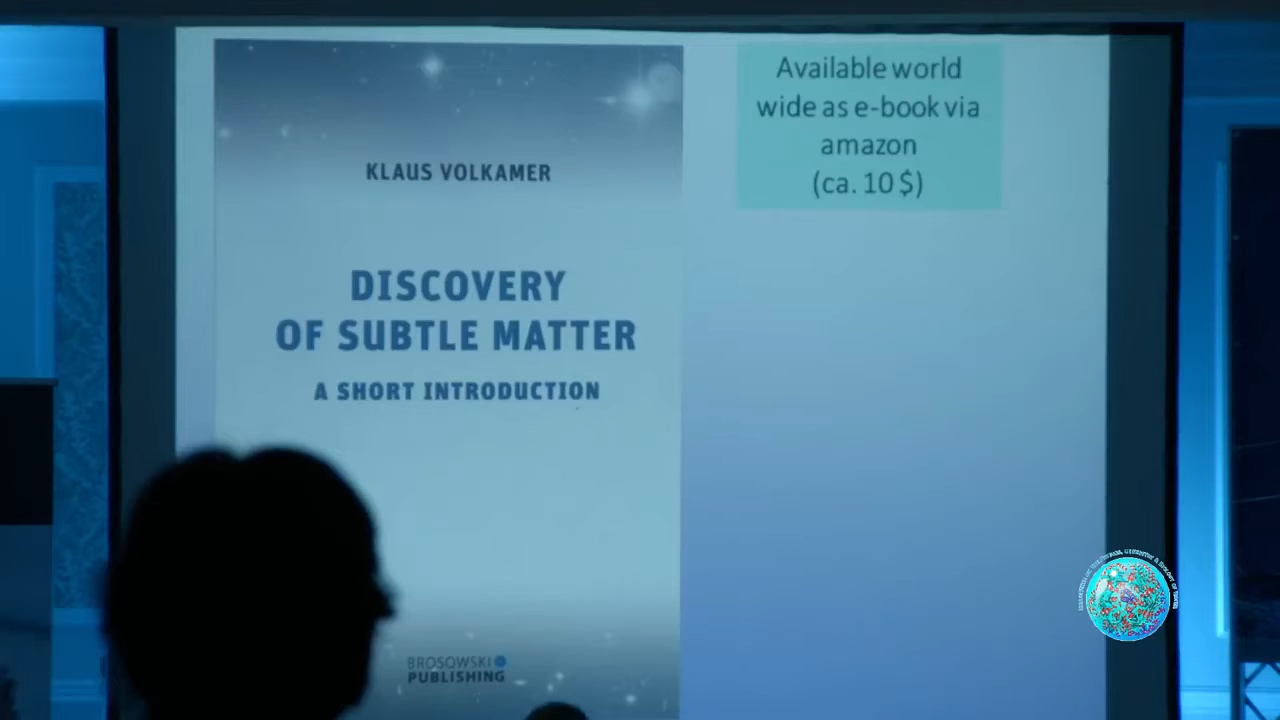 KLAUS VOLKAMER
DISCOVERY
OF SUBTLE MATTER
A SHORT INTRODUCTION
BROSOWSKI
PUBLISHING
Available world
wide as e-book via
amazon
(ca. 10 $)